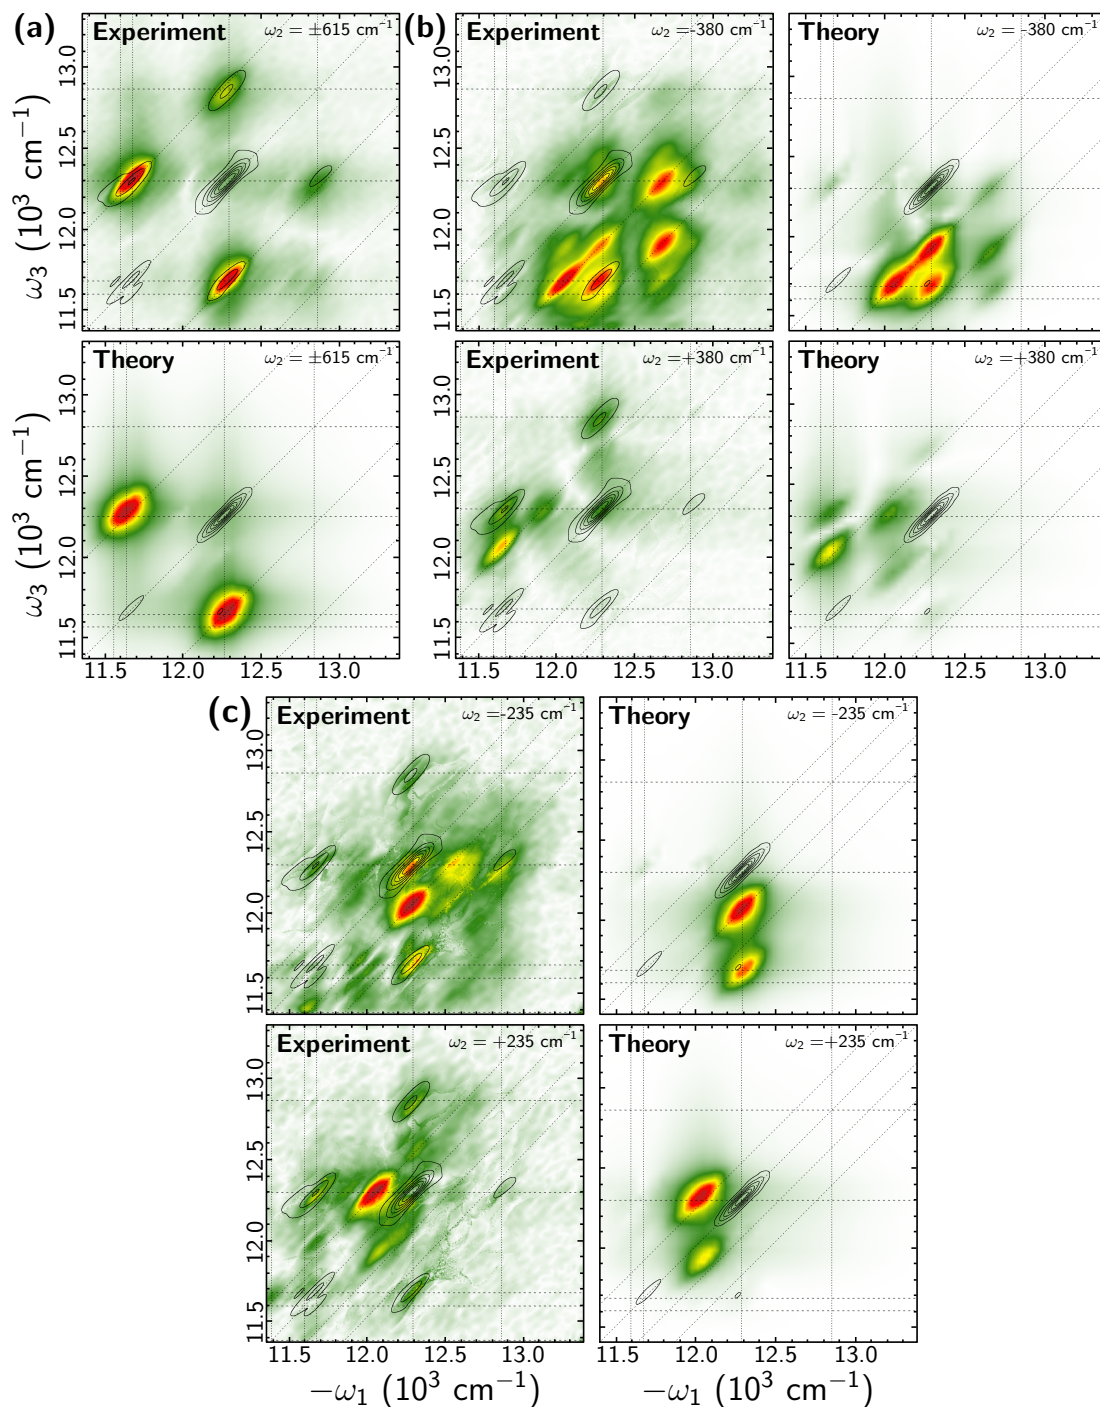 (a) Experiment ω₂ = ±615 cm⁻¹
(b) Experiment ω₂ =-380 cm⁻¹
Theory ω₂ = -380 cm⁻¹
ω₃ (10³ cm⁻¹)
13.0
12.5
12.0
11.5
Theory ω₂ = ±615 cm⁻¹
Experiment ω₂ =+380 cm⁻¹
Theory ω₂ =+380 cm⁻¹
ω₃ (10³ cm⁻¹)
13.0
12.5
12.0
11.5
11.5 12.0 12.5 13.0
11.5 12.0 12.5 13.0
11.5 12.0 12.5 13.0
(c) Experiment ω₂ =-235 cm⁻¹
Theory ω₂ = -235 cm⁻¹
13.0
12.5
12.0
11.5
Experiment ω₂ = +235 cm⁻¹
Theory ω₂ =+235 cm⁻¹
13.0
12.5
12.0
11.5
11.5 12.0 12.5 13.0
11.5 12.0 12.5 13.0
−ω₁ (10³ cm⁻¹)
−ω₁ (10³ cm⁻¹)